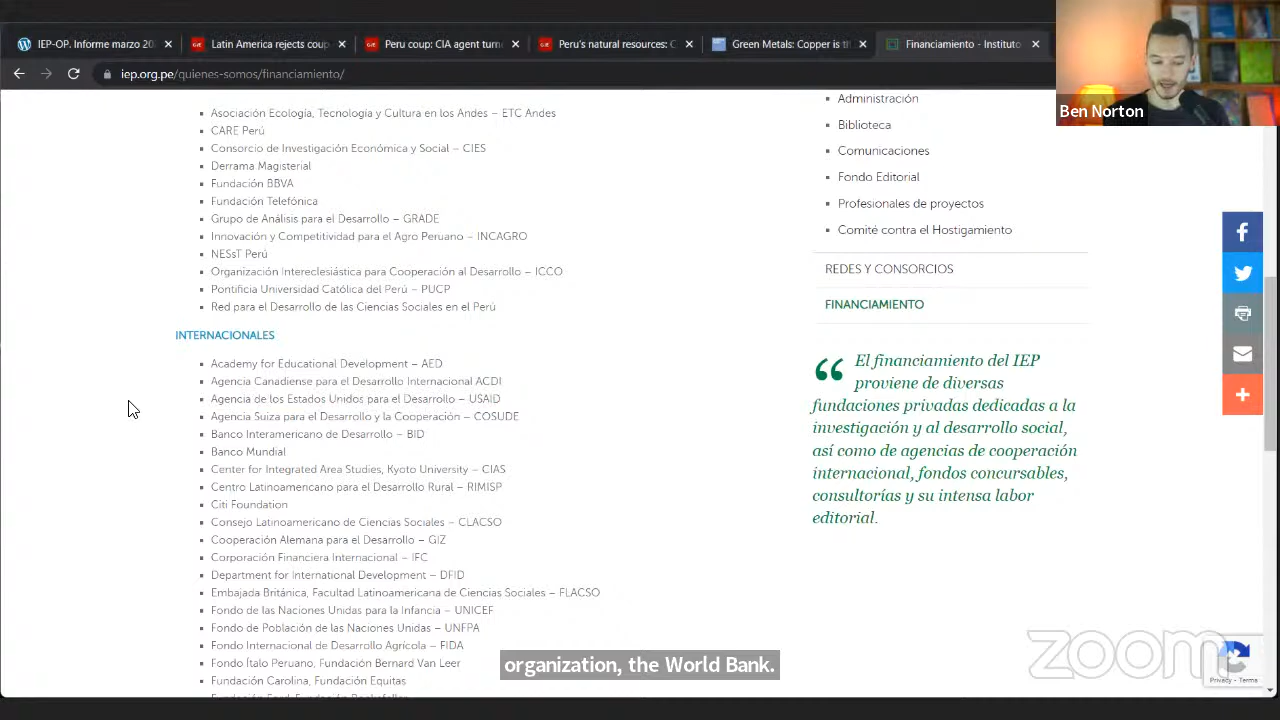 IEP-OP. Informe marzo 20
Latin America rejects coup
Peru coup: CIA agent turn
Peru's natural resources: C
Green Metals: Copper is th
Financiamiento - Instituto
iep.org.pe/quienes-somos/financiamiento/
Ben Norton
Asociación Ecología, Tecnología y Cultura en los Andes – ETC Andes
CARE Perú
Consorcio de Investigación Económica y Social – CIES
Derrama Magisterial
Fundación BBVA
Fundación Telefónica
Grupo de Análisis para el Desarrollo – GRADE
Innovación y Competitividad para el Agro Peruano – INCAGRO
NESsT Perú
Organización Intereclesiástica para Cooperación al Desarrollo – ICCO
Pontificia Universidad Católica del Perú – PUCP
Red para el Desarrollo de las Ciencias Sociales en el Perú
INTERNACIONALES
Academy for Educational Development – AED
Agencia Canadiense para el Desarrollo Internacional ACDI
Agencia de los Estados Unidos para el Desarrollo – USAID
Agencia Suiza para el Desarrollo y la Cooperación – COSUDE
Banco Interamericano de Desarrollo – BID
Banco Mundial
Center for Integrated Area Studies, Kyoto University – CIAS
Centro Latinoamericano para el Desarrollo Rural – RIMISP
Citi Foundation
Consejo Latinoamericano de Ciencias Sociales – CLACSO
Cooperación Alemana para el Desarrollo – GIZ
Corporación Financiera Internacional – IFC
Department for International Development – DFID
Embajada Británica, Facultad Latinoamericana de Ciencias Sociales – FLACSO
Fondo de las Naciones Unidas para la Infancia – UNICEF
Fondo de Población de las Naciones Unidas – UNFPA
Fondo Internacional de Desarrollo Agrícola – FIDA
Fondo Ítalo Peruano, Fundación Bernard Van Leer
Fundación Carolina, Fundación Equitas
Administración
Biblioteca
Comunicaciones
Fondo Editorial
Profesionales de proyectos
Comité contra el Hostigamiento
REDES Y CONSORCIOS
FINANCIAMIENTO
“ El financiamiento del IEP
proviene de diversas
fundaciones privadas dedicadas a la
investigación y al desarrollo social,
así como de agencias de cooperación
internacional, fondos concursables,
consultorías y su intensa labor
editorial.
organization, the World Bank.
zoom
Privacy - Terms